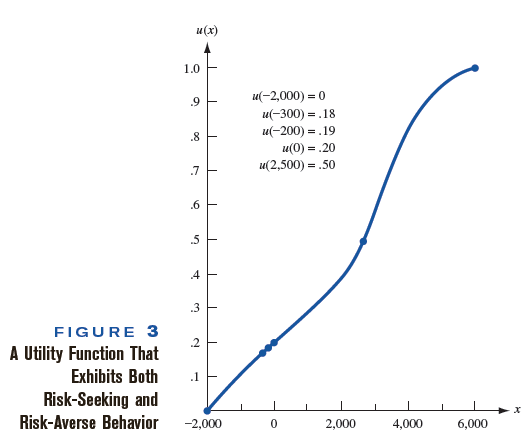 u(x)
1.0
.9
.8
.7
.6
.5
.4
.3
.2
.1
u(−2,000) = 0
u(−300) = .18
u(−200) = .19
u(0) = .20
u(2,500) = .50
−2,000 0 2,000 4,000 6,000 x
FIGURE 3
A Utility Function That
Exhibits Both
Risk-Seeking and
Risk-Averse Behavior